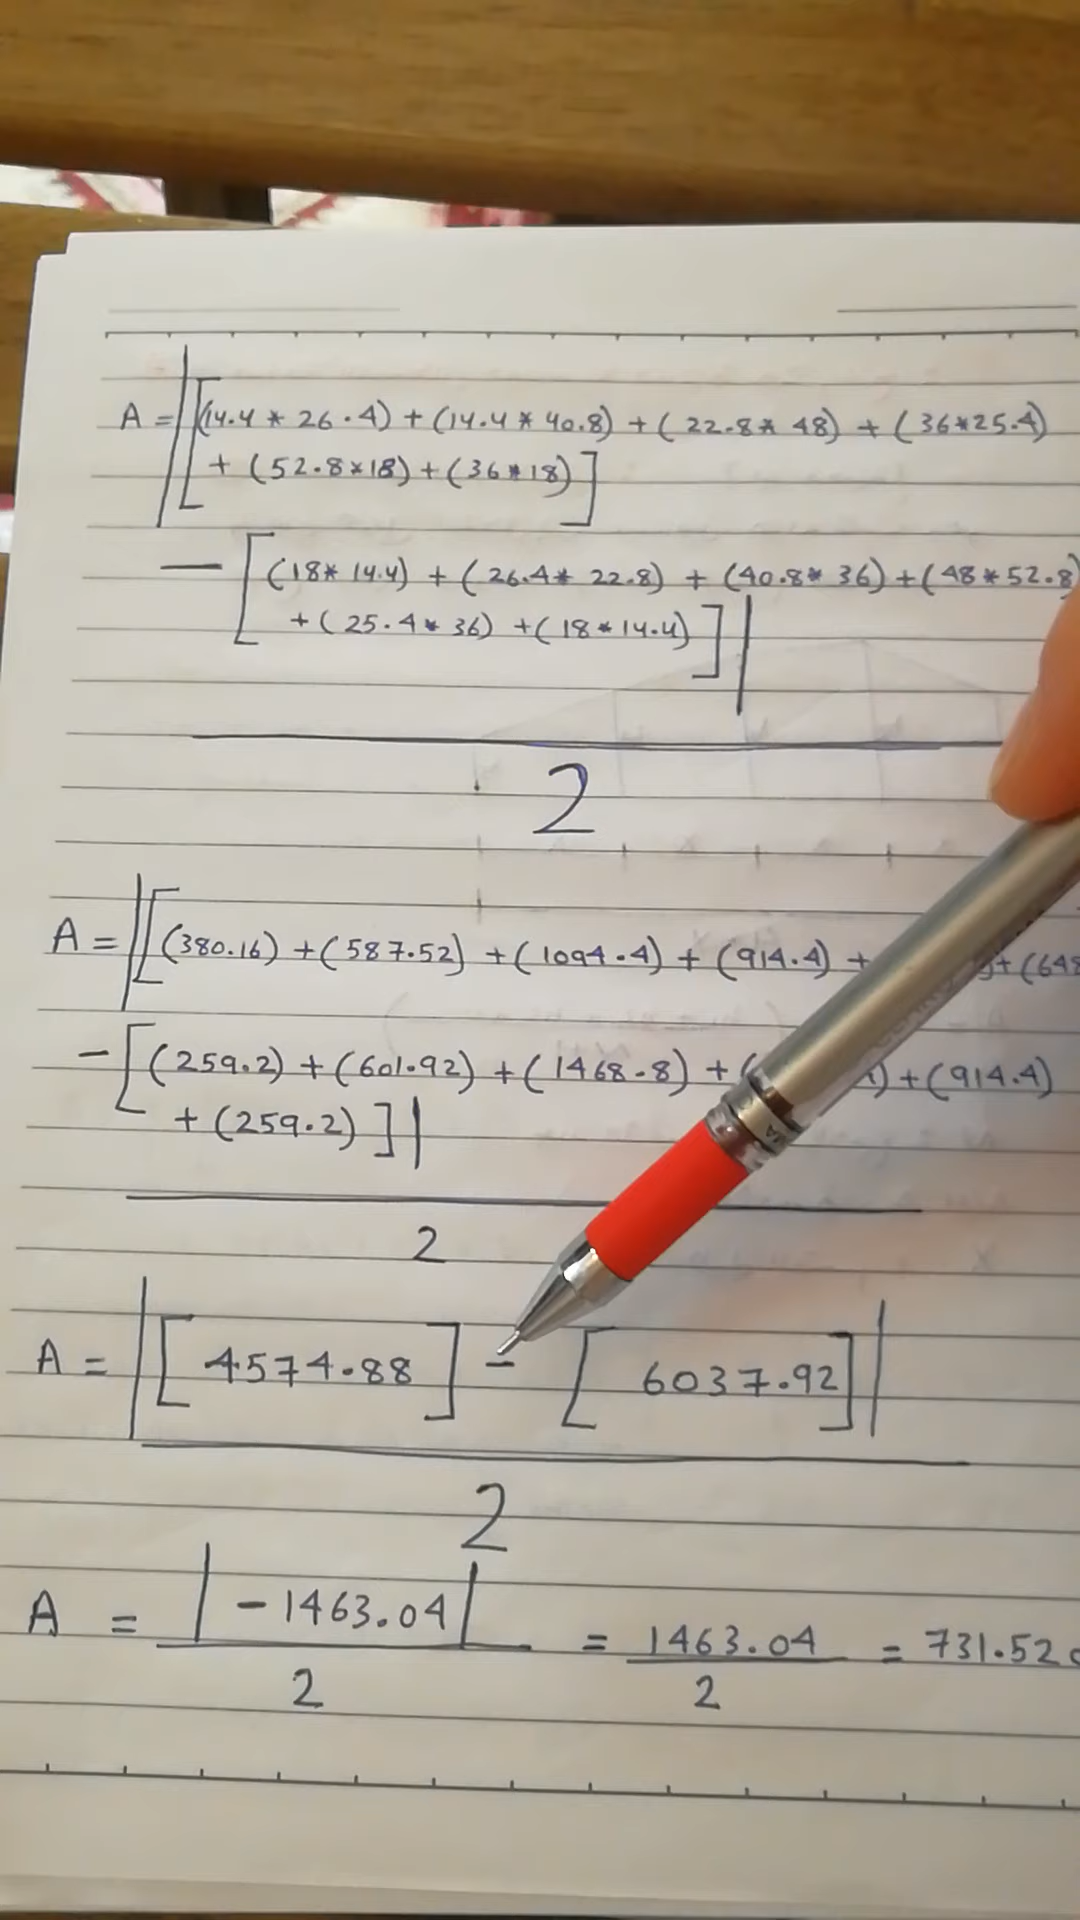 A = |[(14.4 * 26.4) + (14.4 * 40.8) + (22.8 * 48) + (36 * 25.4)
+ (52.8 * 18) + (36 * 18)]
- [(18 * 14.4) + (26.4 * 22.8) + (40.8 * 36) + (48 * 52.8)
+ (25.4 * 36) + (18 * 14.4)]|
2
A = |[(380.16) + (587.52) + (1094.4) + (914.4) + + (648
- [(259.2) + (601.92) + (1468.8) + ( ) + (914.4)
+ (259.2)]|
2
A = |[4574.88] - [6037.92]|
2
A = |-1463.04| = 1463.04 = 731.52
2 2